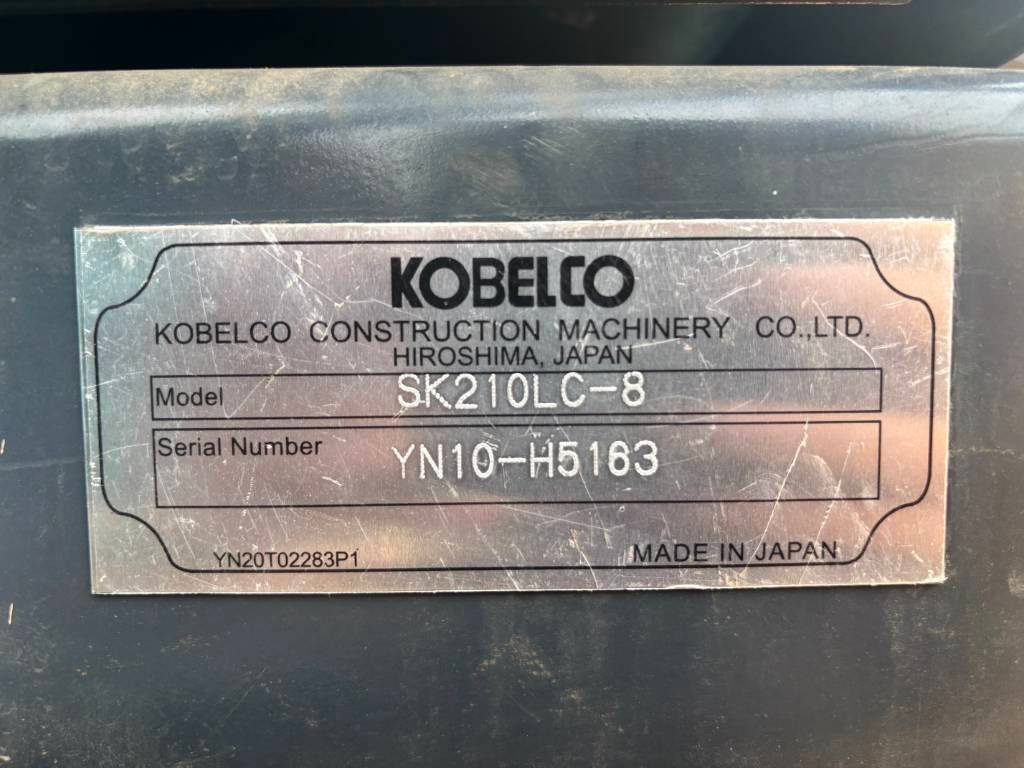 KOBELCO
KOBELCO CONSTRUCTION MACHINERY CO.,LTD.
HIROSHIMA, JAPAN
Model SK210LC-8
Serial Number YN10-H5163
YN20T02283P1 MADE IN JAPAN